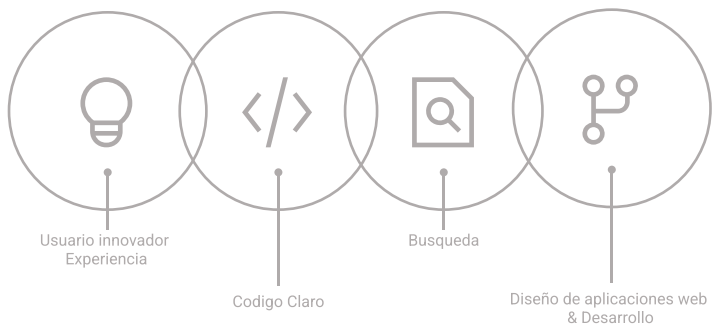 Usuario innovador
Experiencia
Codigo Claro
Busqueda
Diseño de aplicaciones web
& Desarrollo